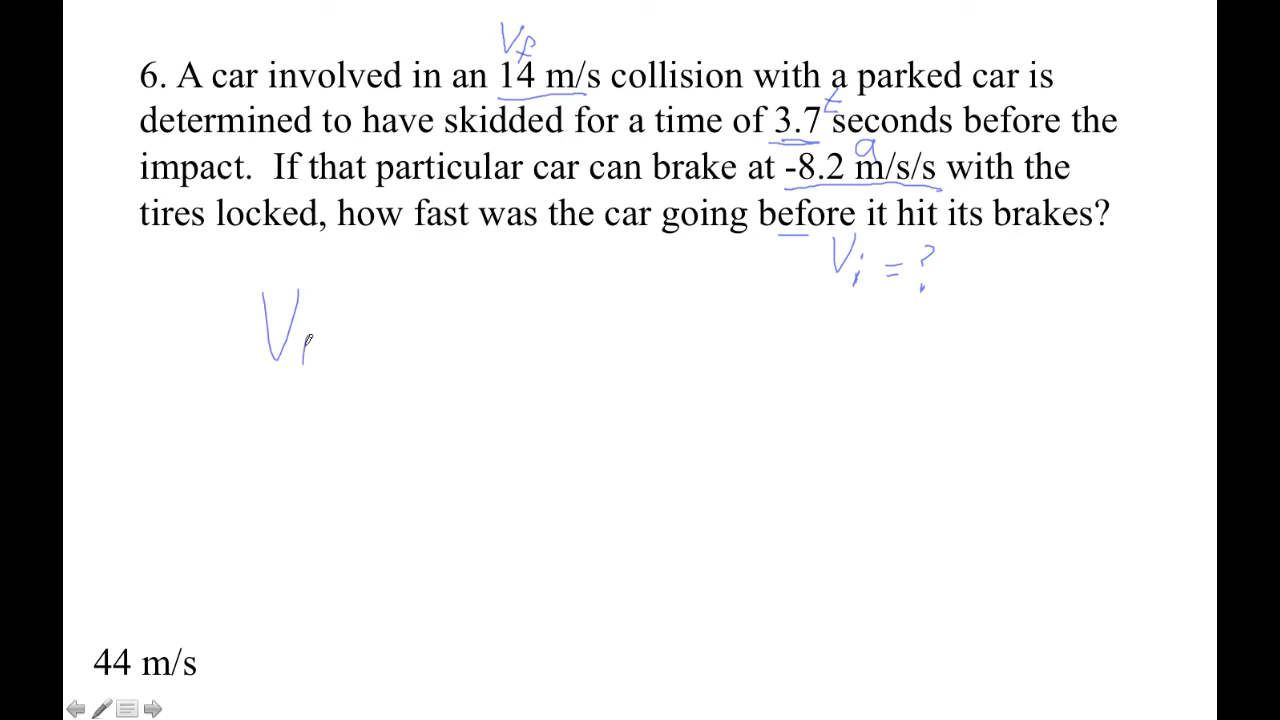 Vf
6. A car involved in an 14 m/s collision with a parked car is
t
determined to have skidded for a time of 3.7 seconds before the
a
impact. If that particular car can brake at -8.2 m/s/s with the
tires locked, how fast was the car going before it hit its brakes?
Vi = ?
V
44 m/s